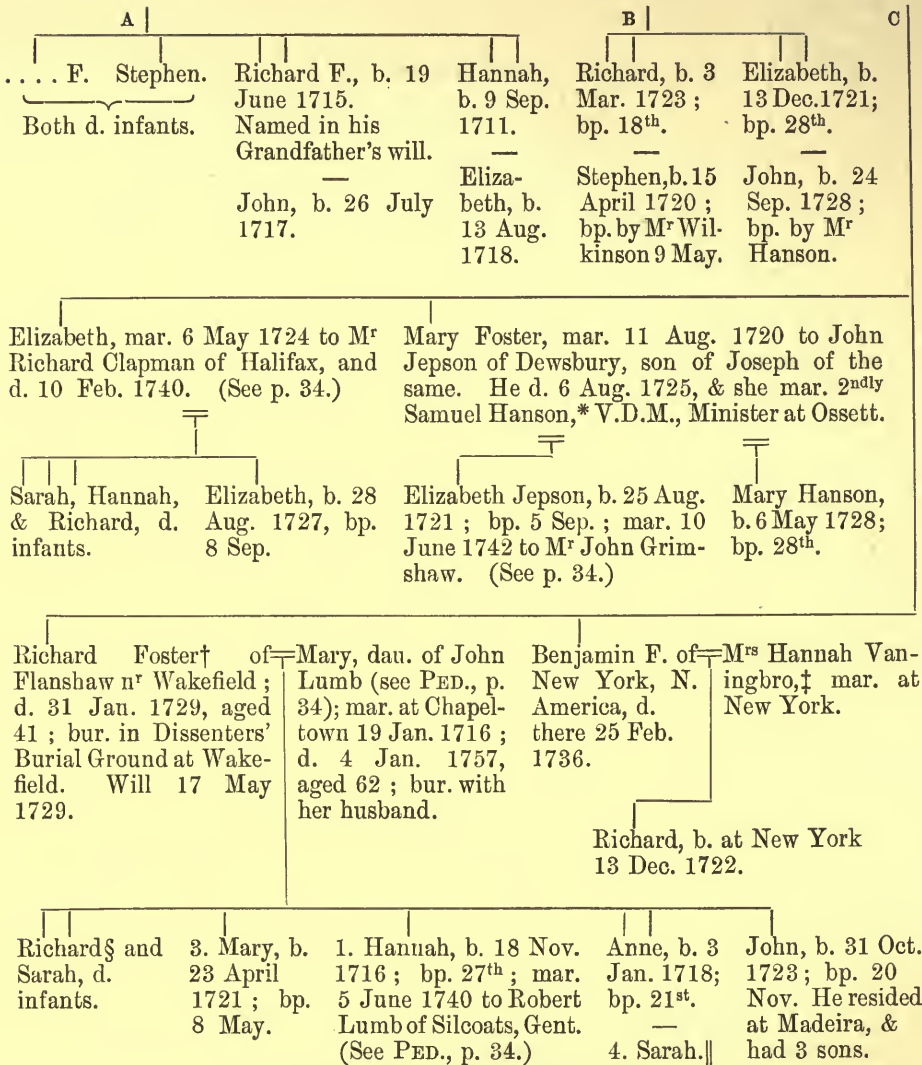 A B C
. . . . F. Stephen.
Both d. infants.
Richard F., b. 19
June 1715.
Named in his
Grandfather's will.
—
John, b. 26 July
1717.
Hannah,
b. 9 Sep.
1711.
—
Eliza-
beth, b.
13 Aug.
1718.
Richard, b. 3
Mar. 1723 ;
bp. 18th.
—
Stephen, b. 15
April 1720 ;
bp. by Mr Wil-
kinson 9 May.
Elizabeth, b.
13 Dec. 1721;
bp. 28th.
—
John, b. 24
Sep. 1728 ;
bp. by Mr
Hanson.
Elizabeth, mar. 6 May 1724 to Mr
Richard Clapman of Halifax, and
d. 10 Feb. 1740. (See p. 34.)
Mary Foster, mar. 11 Aug. 1720 to John
Jepson of Dewsbury, son of Joseph of the
same. He d. 6 Aug. 1725, & she mar. 2ndly
Samuel Hanson,* V.D.M., Minister at Ossett.
Sarah, Hannah,
& Richard, d.
infants.
Elizabeth, b. 28
Aug. 1727, bp.
8 Sep.
Elizabeth Jepson, b. 25 Aug.
1721 ; bp. 5 Sep. ; mar. 10
June 1742 to Mr John Grim-
shaw. (See p. 34.)
Mary Hanson,
b. 6 May 1728;
bp. 28th.
Richard Foster† of
Flanshaw nr Wakefield ;
d. 31 Jan. 1729, aged
41 ; bur. in Dissenters'
Burial Ground at Wake-
field. Will 17 May
1729.
Mary, dau. of John
Lumb (see PED., p.
34); mar. at Chapel-
town 19 Jan. 1716 ;
d. 4 Jan. 1757,
aged 62 ; bur. with
her husband.
Benjamin F. of
New York, N.
America, d.
there 25 Feb.
1736.
Mrs Hannah Van-
ingbro,‡ mar. at
New York.
Richard, b. at New York
13 Dec. 1722.
Richard§ and
Sarah, d.
infants.
3. Mary, b.
23 April
1721 ; bp.
8 May.
1. Hannah, b. 18 Nov.
1716 ; bp. 27th ; mar.
5 June 1740 to Robert
Lumb of Silcoats, Gent.
(See PED., p. 34.)
Anne, b. 3
Jan. 1718;
bp. 21st.
—
4. Sarah.‖
John, b. 31 Oct.
1723 ; bp. 20
Nov. He resided
at Madeira, &
had 3 sons.